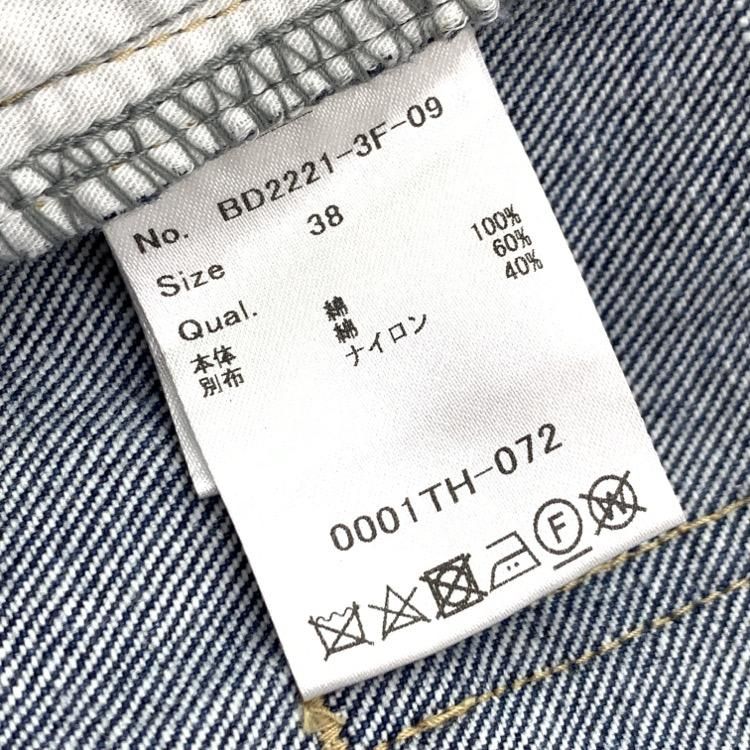 No. BD2221-3F-09
Size 38
Qual.
本体 綿 100%
別布 綿 60%
ナイロン 40%
0001TH-072
F W